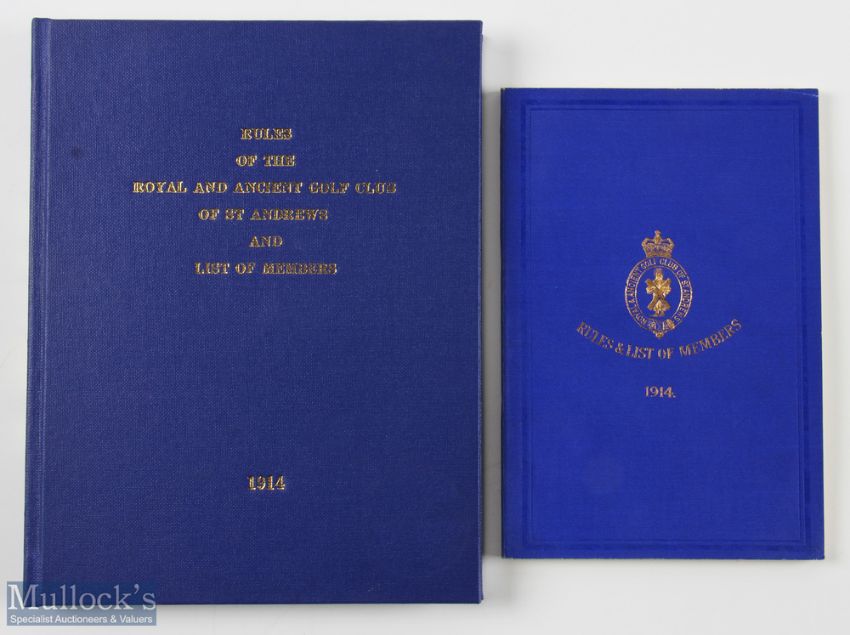 RULES
OF THE
ROYAL AND ANCIENT GOLF CLUB
OF ST ANDREWS
AND
LIST OF MEMBERS
1914
ROYAL & ANCIENT GOLF CLUB OF ST ANDREWS
RULES & LIST OF MEMBERS
1914.
Mullock's
Specialist Auctioneers & Valuers